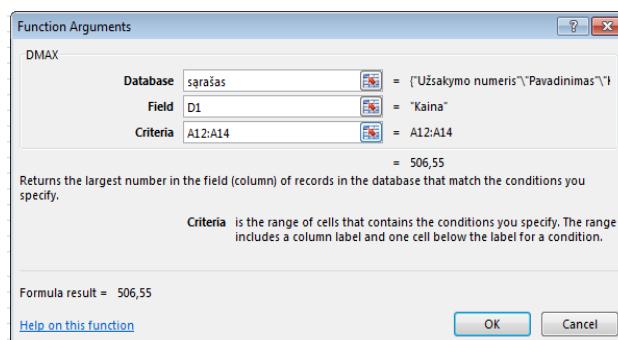 Function Arguments
DMAX
Database sąrašas = {"Užsakymo numeris"\"Pavadinimas"\"
Field D1 = "Kaina"
Criteria A12:A14 = A12:A14
= 506,55
Returns the largest number in the field (column) of records in the database that match the conditions you
specify.
Criteria is the range of cells that contains the conditions you specify. The range
includes a column label and one cell below the label for a condition.
Formula result = 506,55
Help on this function
OK Cancel